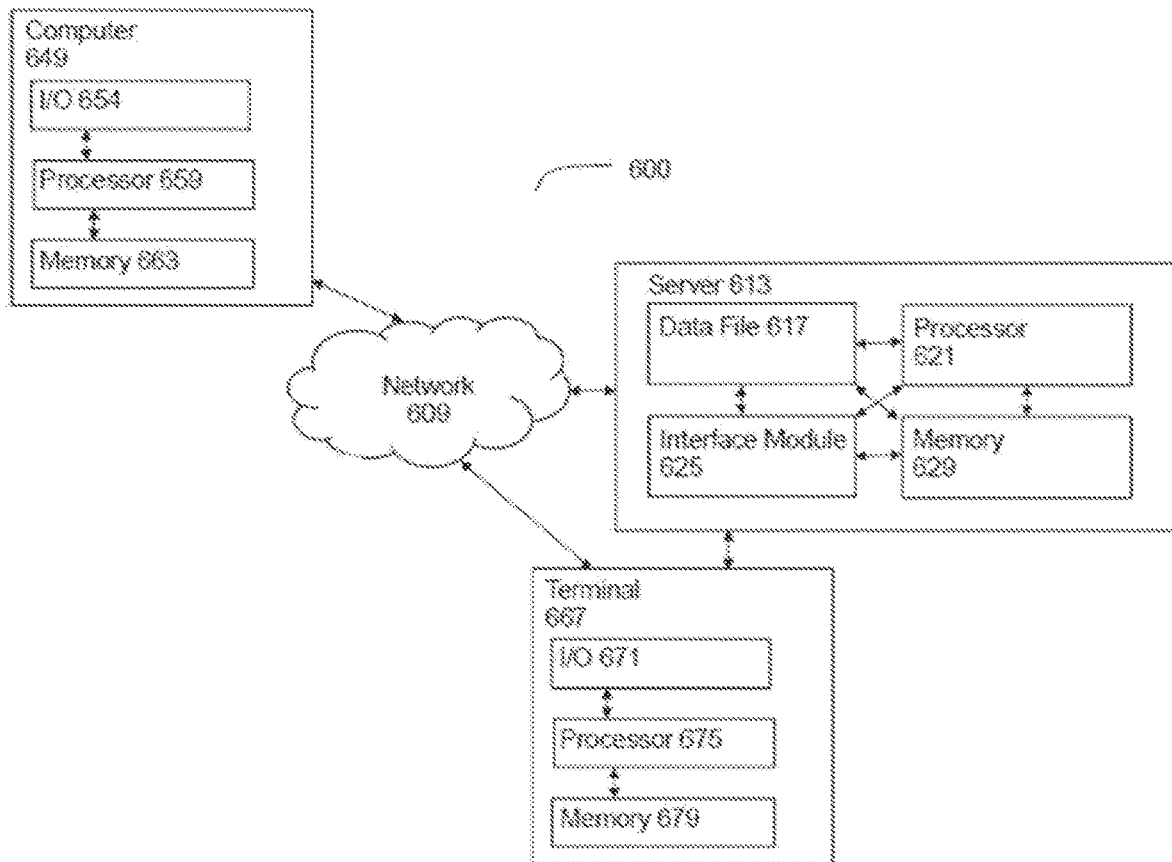 Computer
649
I/O 654
Processor 659
Memory 663
600
Server 613
Data File 617
Processor
621
Interface Module
625
Memory
629
Network
609
Terminal
667
I/O 671
Processor 675
Memory 679